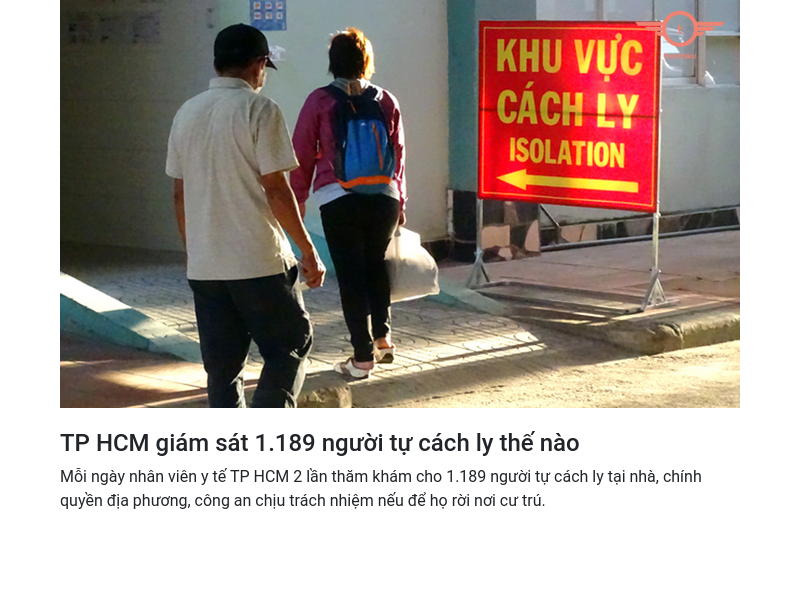 KHU VỰC
CÁCH LY
ISOLATION
TP HCM giám sát 1.189 người tự cách ly thế nào
Mỗi ngày nhân viên y tế TP HCM 2 lần thăm khám cho 1.189 người tự cách ly tại nhà, chính
quyền địa phương, công an chịu trách nhiệm nếu để họ rời nơi cư trú.